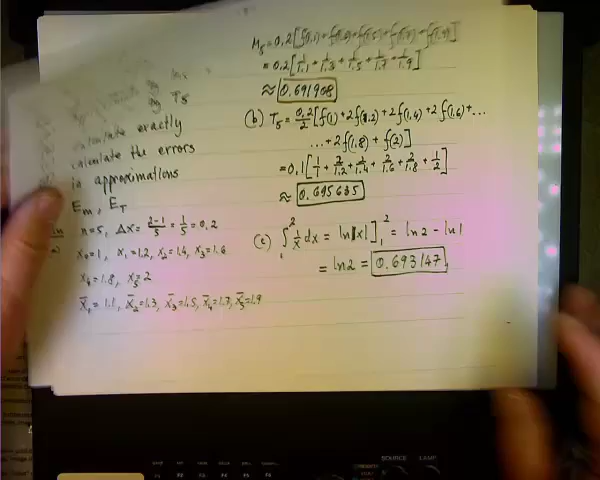 M₅ = 0,2[f(1,1)+f(1,3)+f(1,5)+f(1,7)+f(1,9)]
= 0.2[1/1.1 + 1/1.3 + 1/1.5 + 1/1.7 + 1/1.9]
≈ 0.691908
by T₅
calculate exactly
calculate the errors
in approximations
E_M, E_T
n=5, Δx = (2-1)/5 = 1/5 = 0.2
x₀=1, x₁=1.2, x₂=1.4, x₃=1.6
x₄=1.8, x₅=2
x̄₁=1.1, x̄₂=1.3, x̄₃=1.5, x̄₄=1.7, x̄₅=1.9
(b) T₅ = 0.2/2 [f(1)+2f(1.2)+2f(1.4)+2f(1.6)+...
...+2f(1.8)+f(2)]
= 0.1[1/1 + 2/1.2 + 2/1.4 + 2/1.6 + 2/1.8 + 1/2]
≈ 0.695635
(c) ∫₁² 1/x dx = ln|x|]₁² = ln2 - ln1
= ln2 = 0.693147
SOURCE LAMP